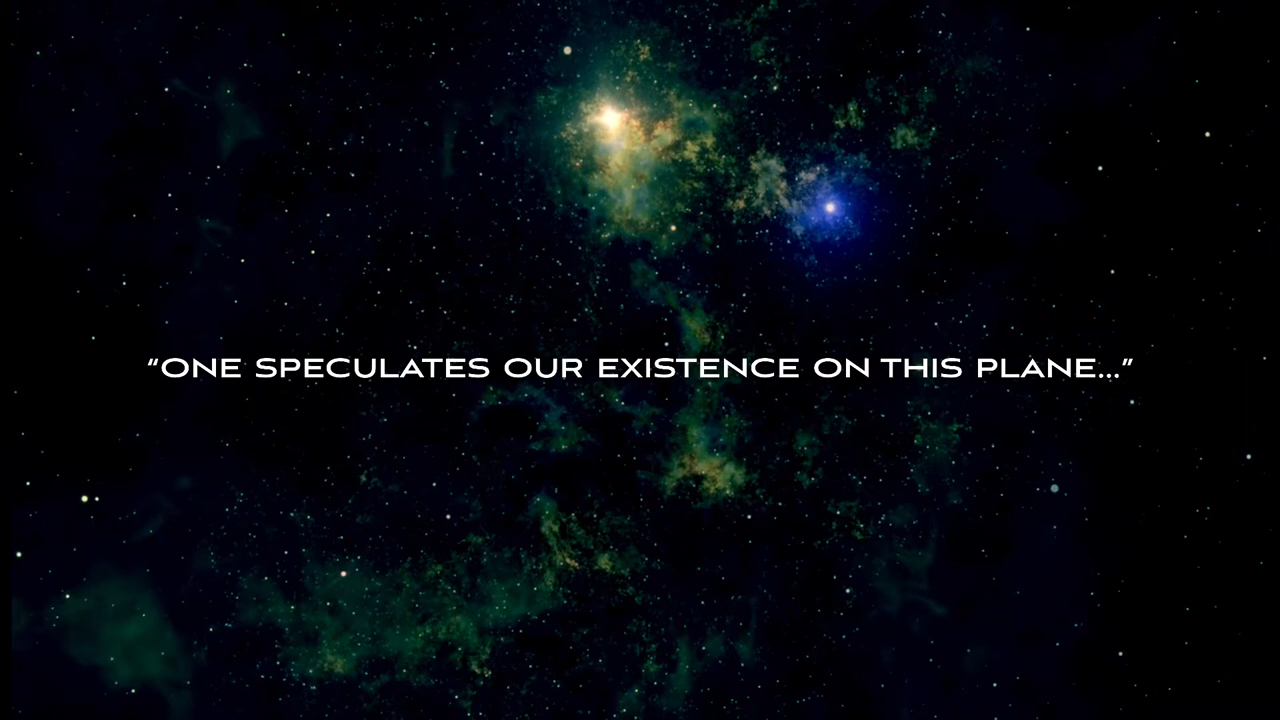 “ONE SPECULATES OUR EXISTENCE ON THIS PLANE...”